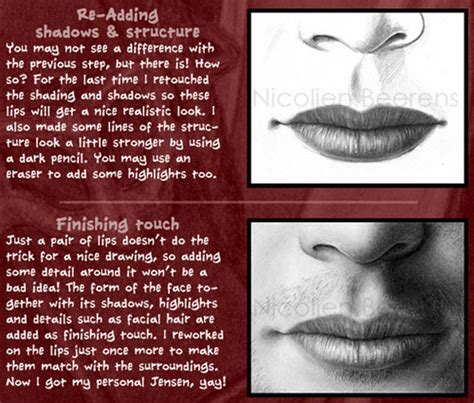 Re-Adding
shadows & structure
You may not see a difference with
the previous step, but there is! How
so? For the last time I retouched
the shading and shadows so these
lips will get a nice realistic look. I
also made some lines of the struc-
ture look a little stronger by using
a dark pencil. You may use an
eraser to add some highlights too.
Nicolien Beerens
Finishing touch
Just a pair of lips doesn't do the
trick for a nice drawing, so adding
some detail around it won't be a
bad idea! The form of the face to-
gether with its shadows, highlights
and details such as facial hair are
added as finishing touch. I reworked
on the lips just once more to make
them match with the surroundings.
Now I got my personal Jensen, yay!
Nicolien Beerens